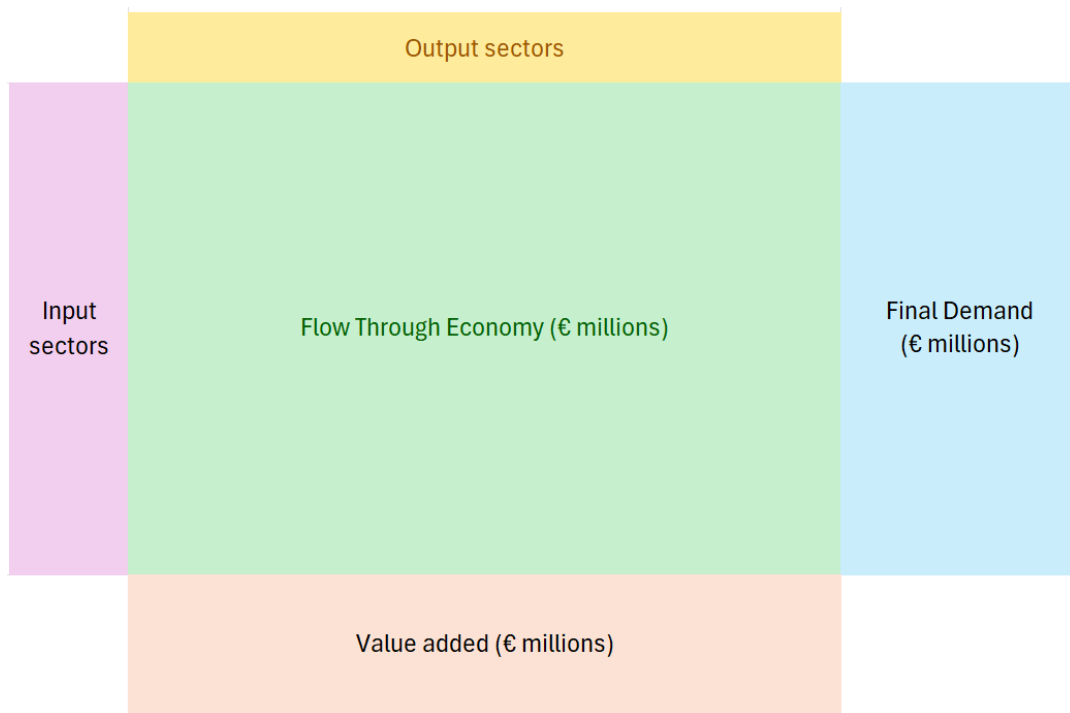 Output sectors
Input
sectors
Flow Through Economy (€ millions)
Final Demand
(€ millions)
Value added (€ millions)